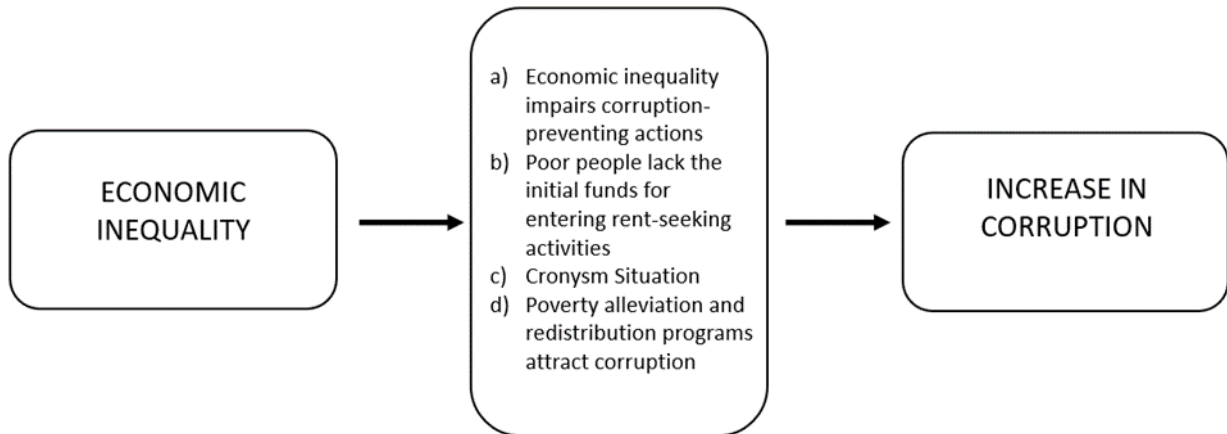 ECONOMIC
INEQUALITY
a) Economic inequality
impairs corruption-
preventing actions
b) Poor people lack the
initial funds for
entering rent-seeking
activities
c) Cronysm Situation
d) Poverty alleviation and
redistribution programs
attract corruption
INCREASE IN
CORRUPTION